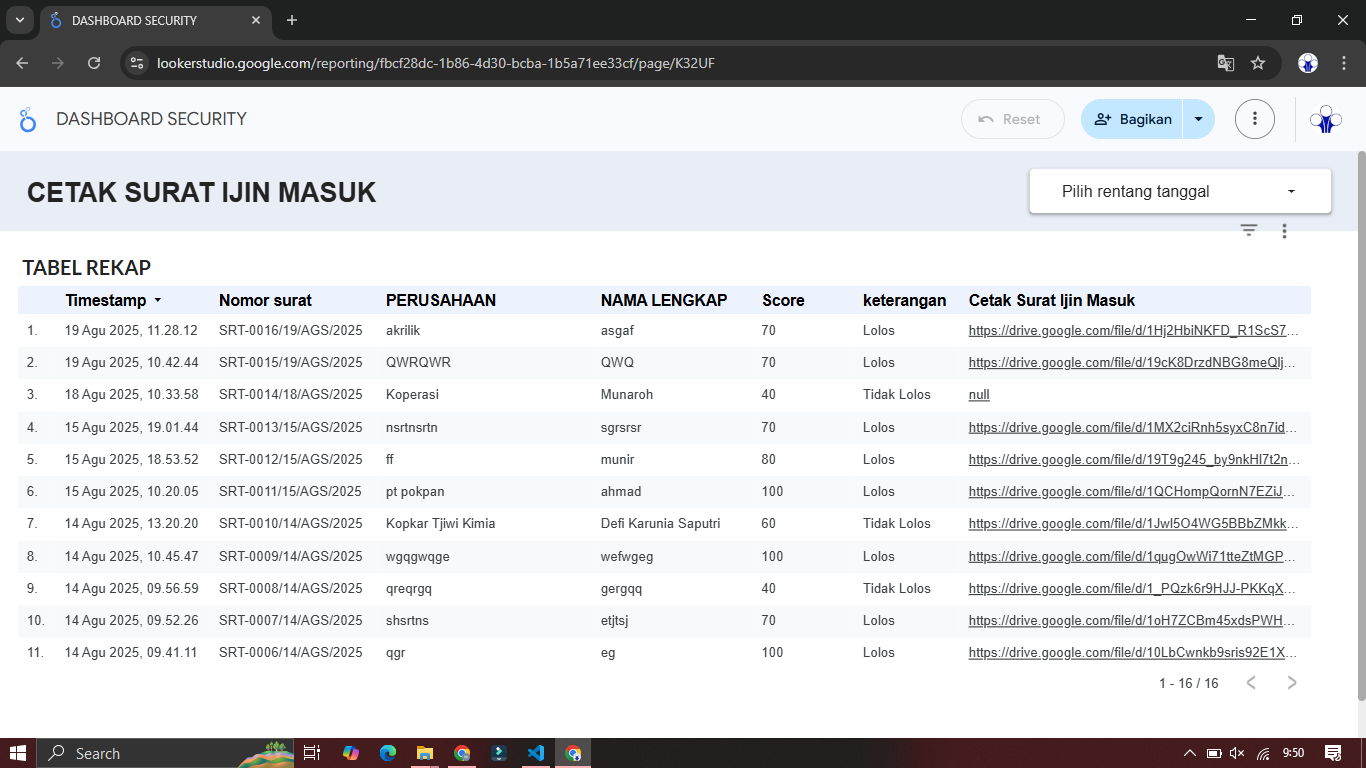 DASHBOARD SECURITY
lookerstudio.google.com/reporting/fbcf28dc-1b86-4d30-bcba-1b5a71ee33cf/page/K32UF
DASHBOARD SECURITY
Reset
Bagikan
CETAK SURAT IJIN MASUK
Pilih rentang tanggal
TABEL REKAP
Timestamp Nomor surat PERUSAHAAN NAMA LENGKAP Score keterangan Cetak Surat Ijin Masuk
1. 19 Agu 2025, 11.28.12 SRT-0016/19/AGS/2025 akrilik asgaf 70 Lolos https://drive.google.com/file/d/1Hj2HbiNKFD_R1ScS7...
2. 19 Agu 2025, 10.42.44 SRT-0015/19/AGS/2025 QWRQWR QWQ 70 Lolos https://drive.google.com/file/d/19cK8DrzdNBG8meQIj...
3. 18 Agu 2025, 10.33.58 SRT-0014/18/AGS/2025 Koperasi Munaroh 40 Tidak Lolos null
4. 15 Agu 2025, 19.01.44 SRT-0013/15/AGS/2025 nsrtnsrtn sgrsrsr 70 Lolos https://drive.google.com/file/d/1MX2ciRnh5syxC8n7id...
5. 15 Agu 2025, 18.53.52 SRT-0012/15/AGS/2025 ff munir 80 Lolos https://drive.google.com/file/d/19T9g245_by9nkHl7t2n...
6. 15 Agu 2025, 10.20.05 SRT-0011/15/AGS/2025 pt pokpan ahmad 100 Lolos https://drive.google.com/file/d/1QCHompQornN7EZiJ...
7. 14 Agu 2025, 13.20.20 SRT-0010/14/AGS/2025 Kopkar Tjiwi Kimia Defi Karunia Saputri 60 Tidak Lolos https://drive.google.com/file/d/1JwI5O4WG5BBbZMkk...
8. 14 Agu 2025, 10.45.47 SRT-0009/14/AGS/2025 wgqgwqge wefwgeg 100 Lolos https://drive.google.com/file/d/1qugOwWi71tteZtMGP...
9. 14 Agu 2025, 09.56.59 SRT-0008/14/AGS/2025 qreqrgq gergqq 40 Tidak Lolos https://drive.google.com/file/d/1_PQzk6r9HJJ-PKKqX...
10. 14 Agu 2025, 09.52.26 SRT-0007/14/AGS/2025 shsrtns etjtsj 70 Lolos https://drive.google.com/file/d/1oH7ZCBm45xdsPWH...
11. 14 Agu 2025, 09.41.11 SRT-0006/14/AGS/2025 qgr eg 100 Lolos https://drive.google.com/file/d/10LbCwnkb9sris92E1X...
1 - 16 / 16
Search
9:50